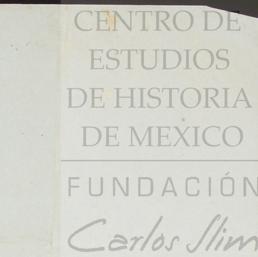 CENTRO DE
ESTUDIOS
DE HISTORIA
DE MEXICO
FUNDACIÓN
Carlos Slim